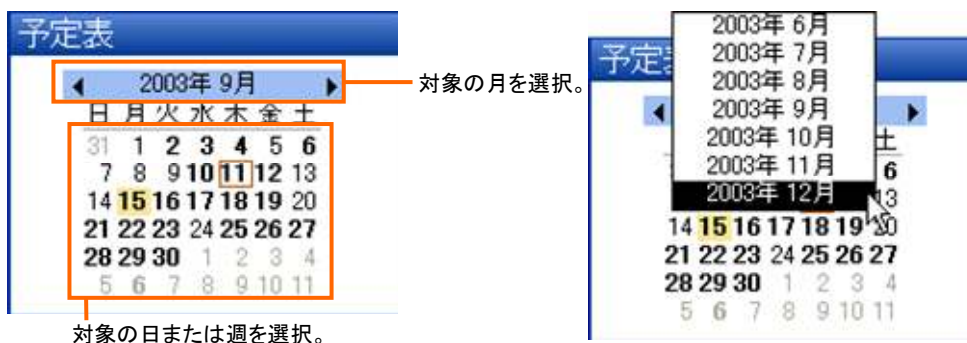 予定表
2003年 9月
日 月 火 水 木 金 土
31 1 2 3 4 5 6
7 8 9 10 11 12 13
14 15 16 17 18 19 20
21 22 23 24 25 26 27
28 29 30 1 2 3 4
5 6 7 8 9 10 11
対象の月を選択。
対象の日または週を選択。
予定
2003年 6月
2003年 7月
2003年 8月
2003年 9月
2003年 10月
2003年 11月
2003年 12月
土
6
13
14 15 16 17 18 19 20
21 22 23 24 25 26 27
28 29 30 1 2 3 4
5 6 7 8 9 10 11